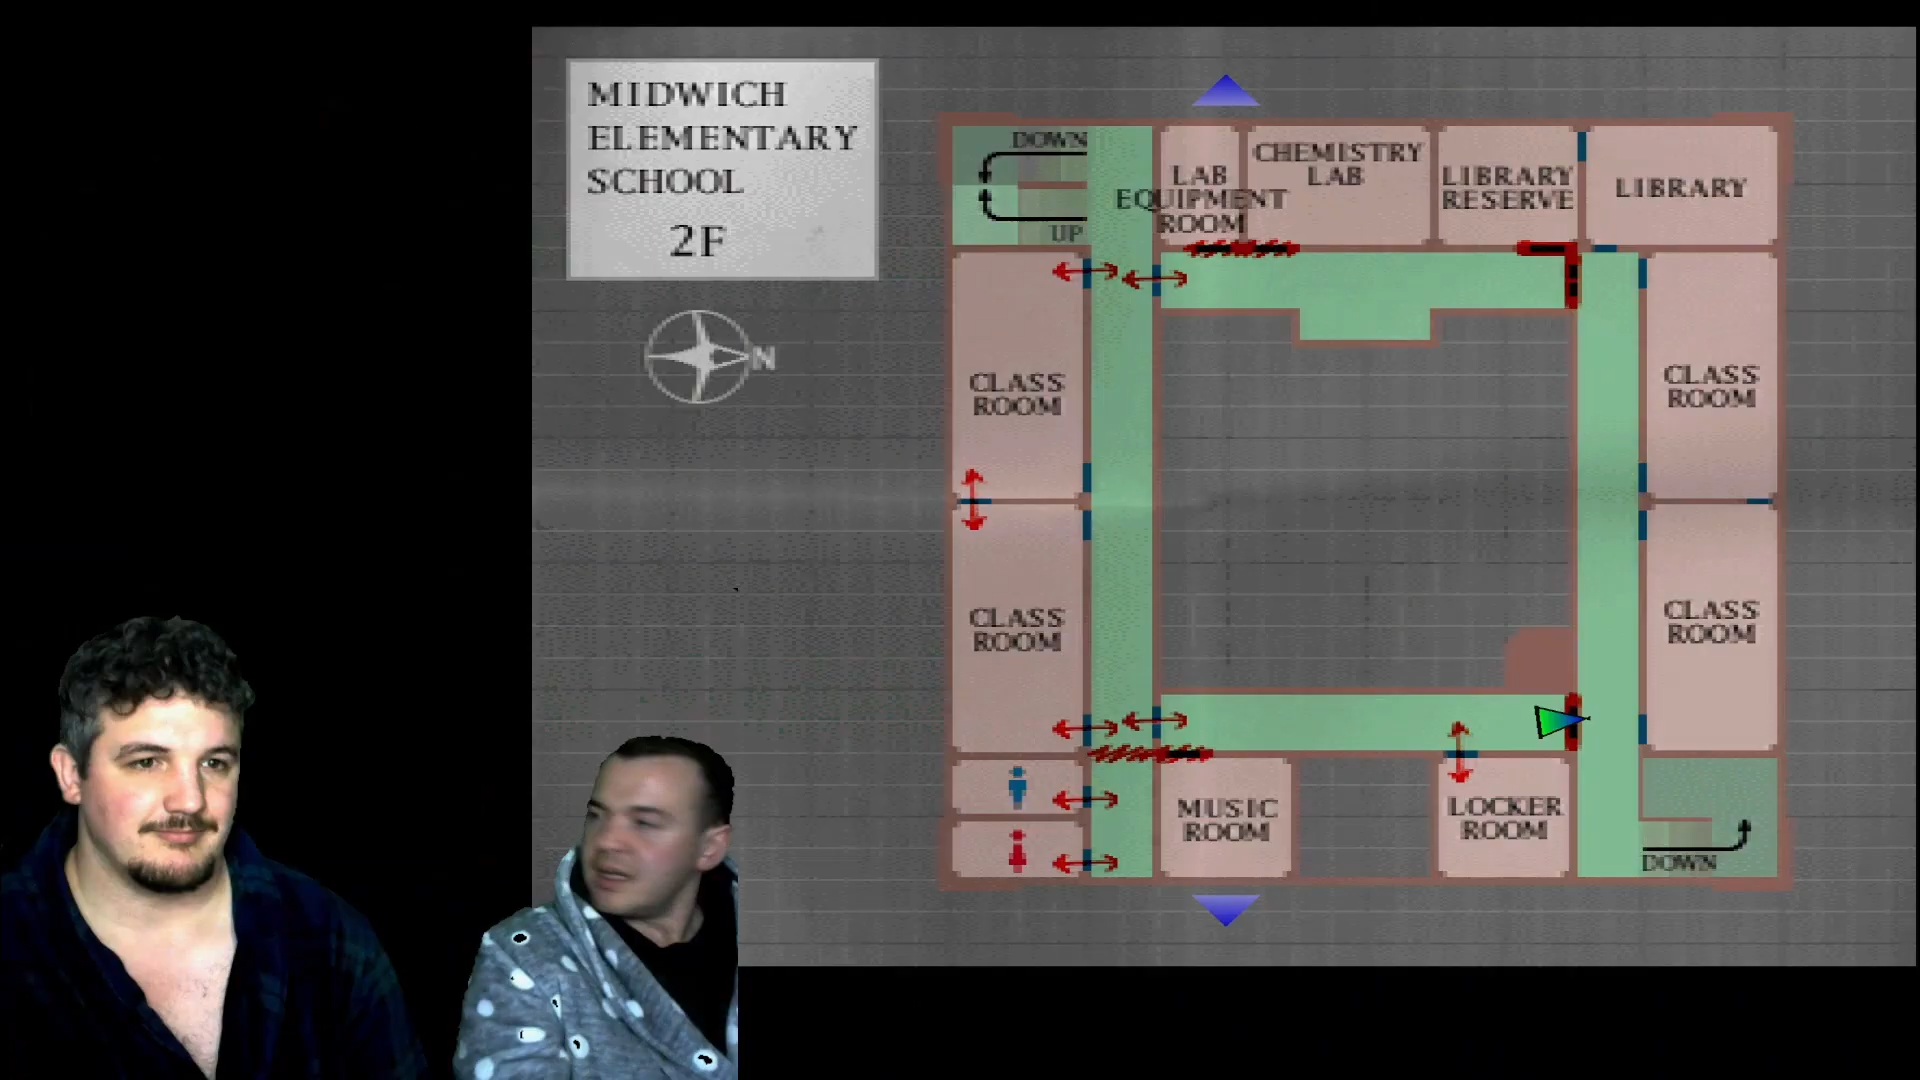 MIDWICH
ELEMENTARY
SCHOOL
2F
N
DOWN
UP
LAB
EQUIPMENT
ROOM
CHEMISTRY
LAB
LIBRARY
RESERVE
LIBRARY
CLASS
ROOM
CLASS
ROOM
CLASS
ROOM
CLASS
ROOM
MUSIC
ROOM
LOCKER
ROOM
DOWN